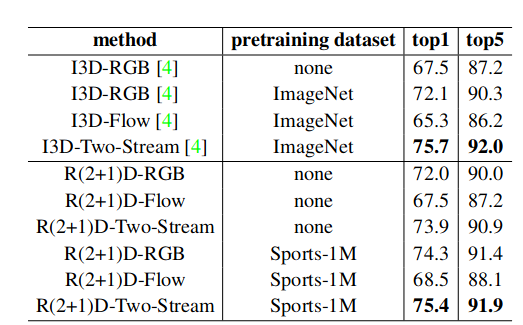 method pretraining dataset top1 top5
I3D-RGB [4] none 67.5 87.2
I3D-RGB [4] ImageNet 72.1 90.3
I3D-Flow [4] ImageNet 65.3 86.2
I3D-Two-Stream [4] ImageNet 75.7 92.0
R(2+1)D-RGB none 72.0 90.0
R(2+1)D-Flow none 67.5 87.2
R(2+1)D-Two-Stream none 73.9 90.9
R(2+1)D-RGB Sports-1M 74.3 91.4
R(2+1)D-Flow Sports-1M 68.5 88.1
R(2+1)D-Two-Stream Sports-1M 75.4 91.9